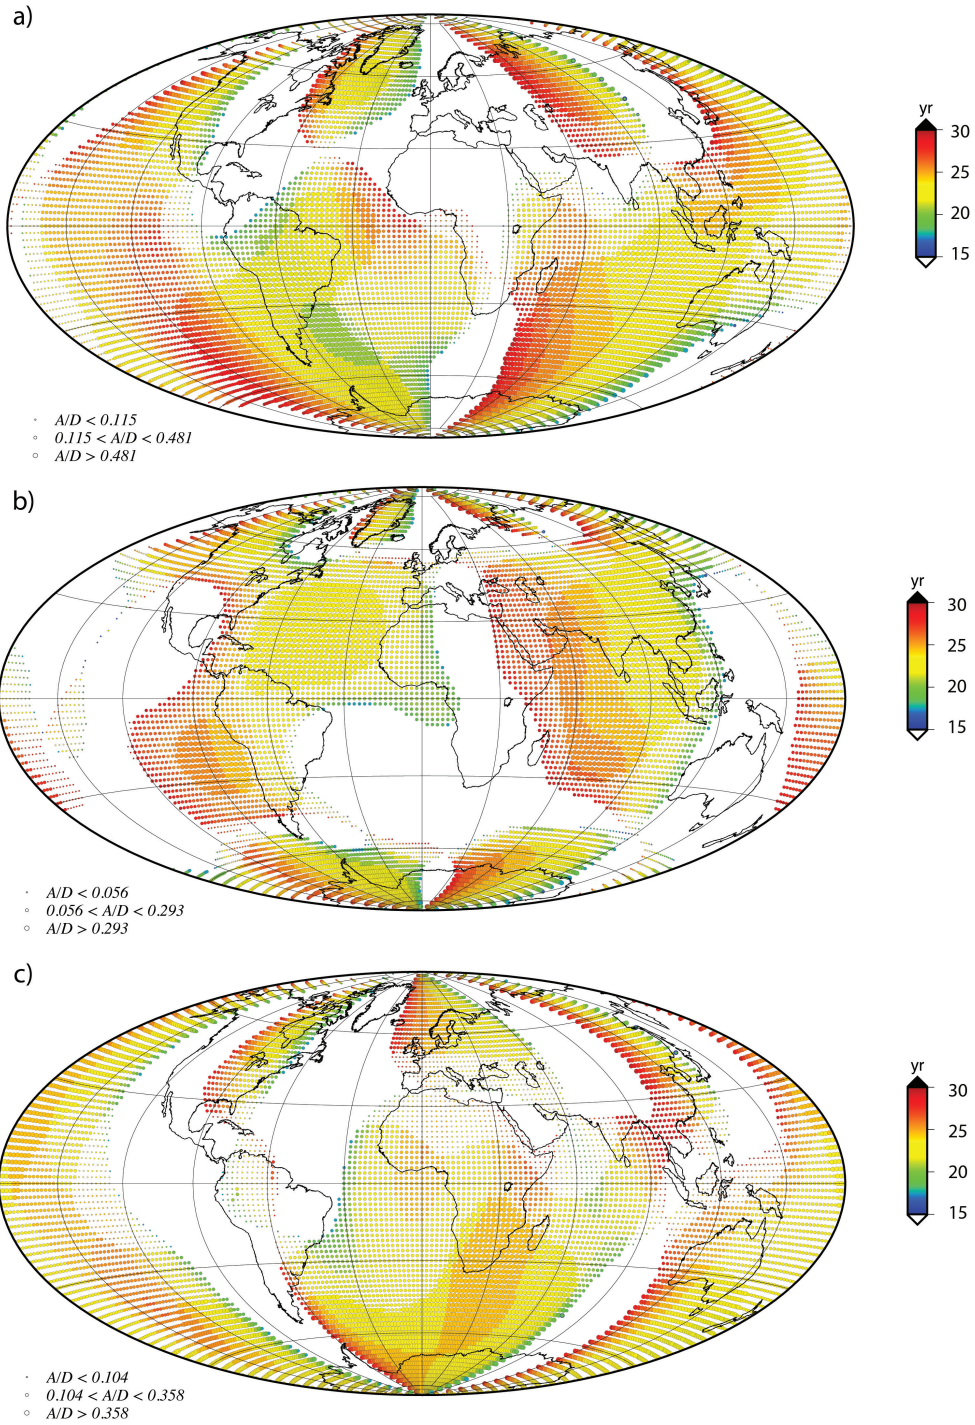 a)
yr
30
25
20
15
A/D < 0.115
0.115 < A/D < 0.481
A/D > 0.481
b)
yr
30
25
20
15
A/D < 0.056
0.056 < A/D < 0.293
A/D > 0.293
c)
yr
30
25
20
15
A/D < 0.104
0.104 < A/D < 0.358
A/D > 0.358